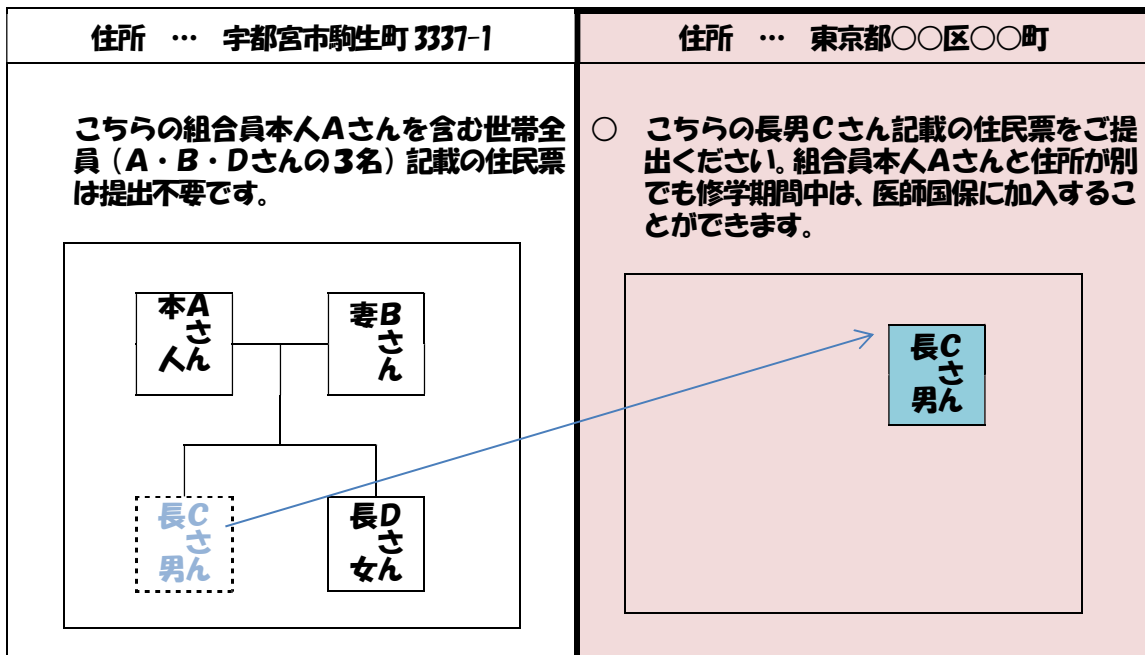 住所 … 宇都宮市駒生町3337-1
こちらの組合員本人Aさんを含む世帯全
員(A・B・Dさんの3名)記載の住民票
は提出不要です。
Aさん
本人
Bさん
妻
Cさん
長男
Dさん
長女
住所 … 東京都○○区○○町
○ こちらの長男Cさん記載の住民票をご提
出ください。組合員本人Aさんと住所が別
でも修学期間中は、医師国保に加入するこ
とができます。
Cさん
長男